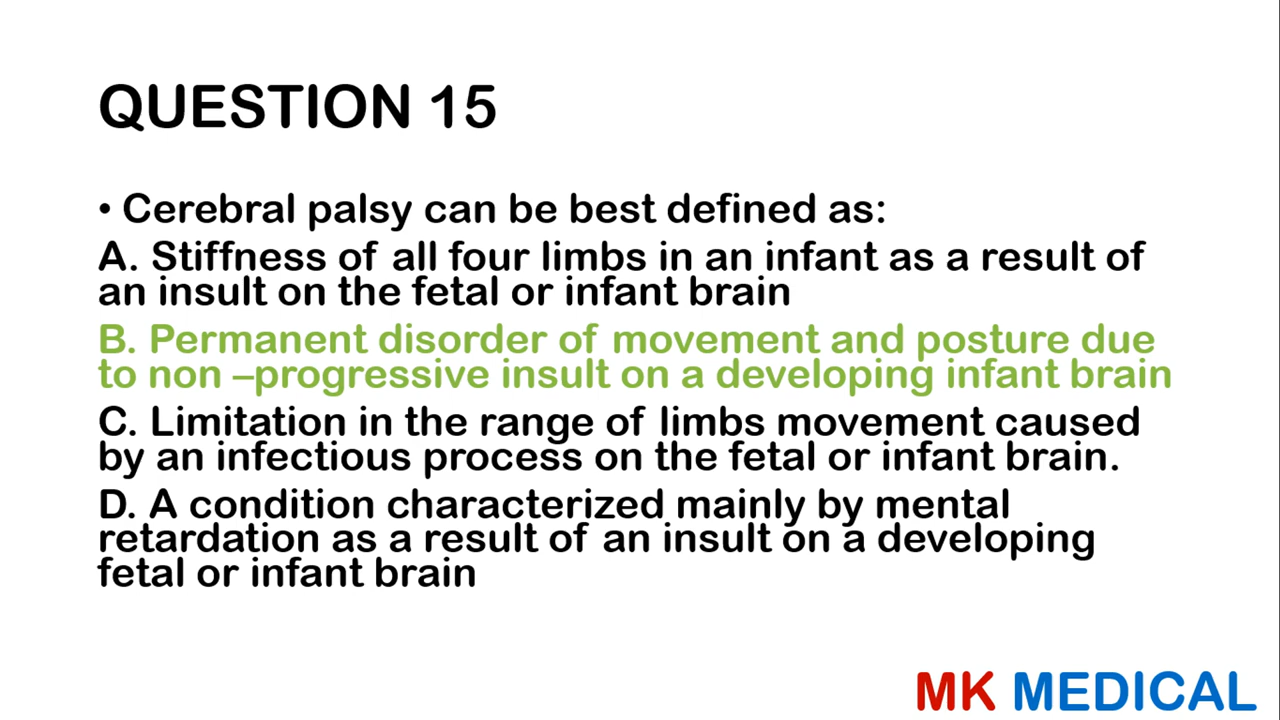 QUESTION 15
• Cerebral palsy can be best defined as:
A. Stiffness of all four limbs in an infant as a result of
an insult on the fetal or infant brain
B. Permanent disorder of movement and posture due
to non –progressive insult on a developing infant brain
C. Limitation in the range of limbs movement caused
by an infectious process on the fetal or infant brain.
D. A condition characterized mainly by mental
retardation as a result of an insult on a developing
fetal or infant brain
MK MEDICAL